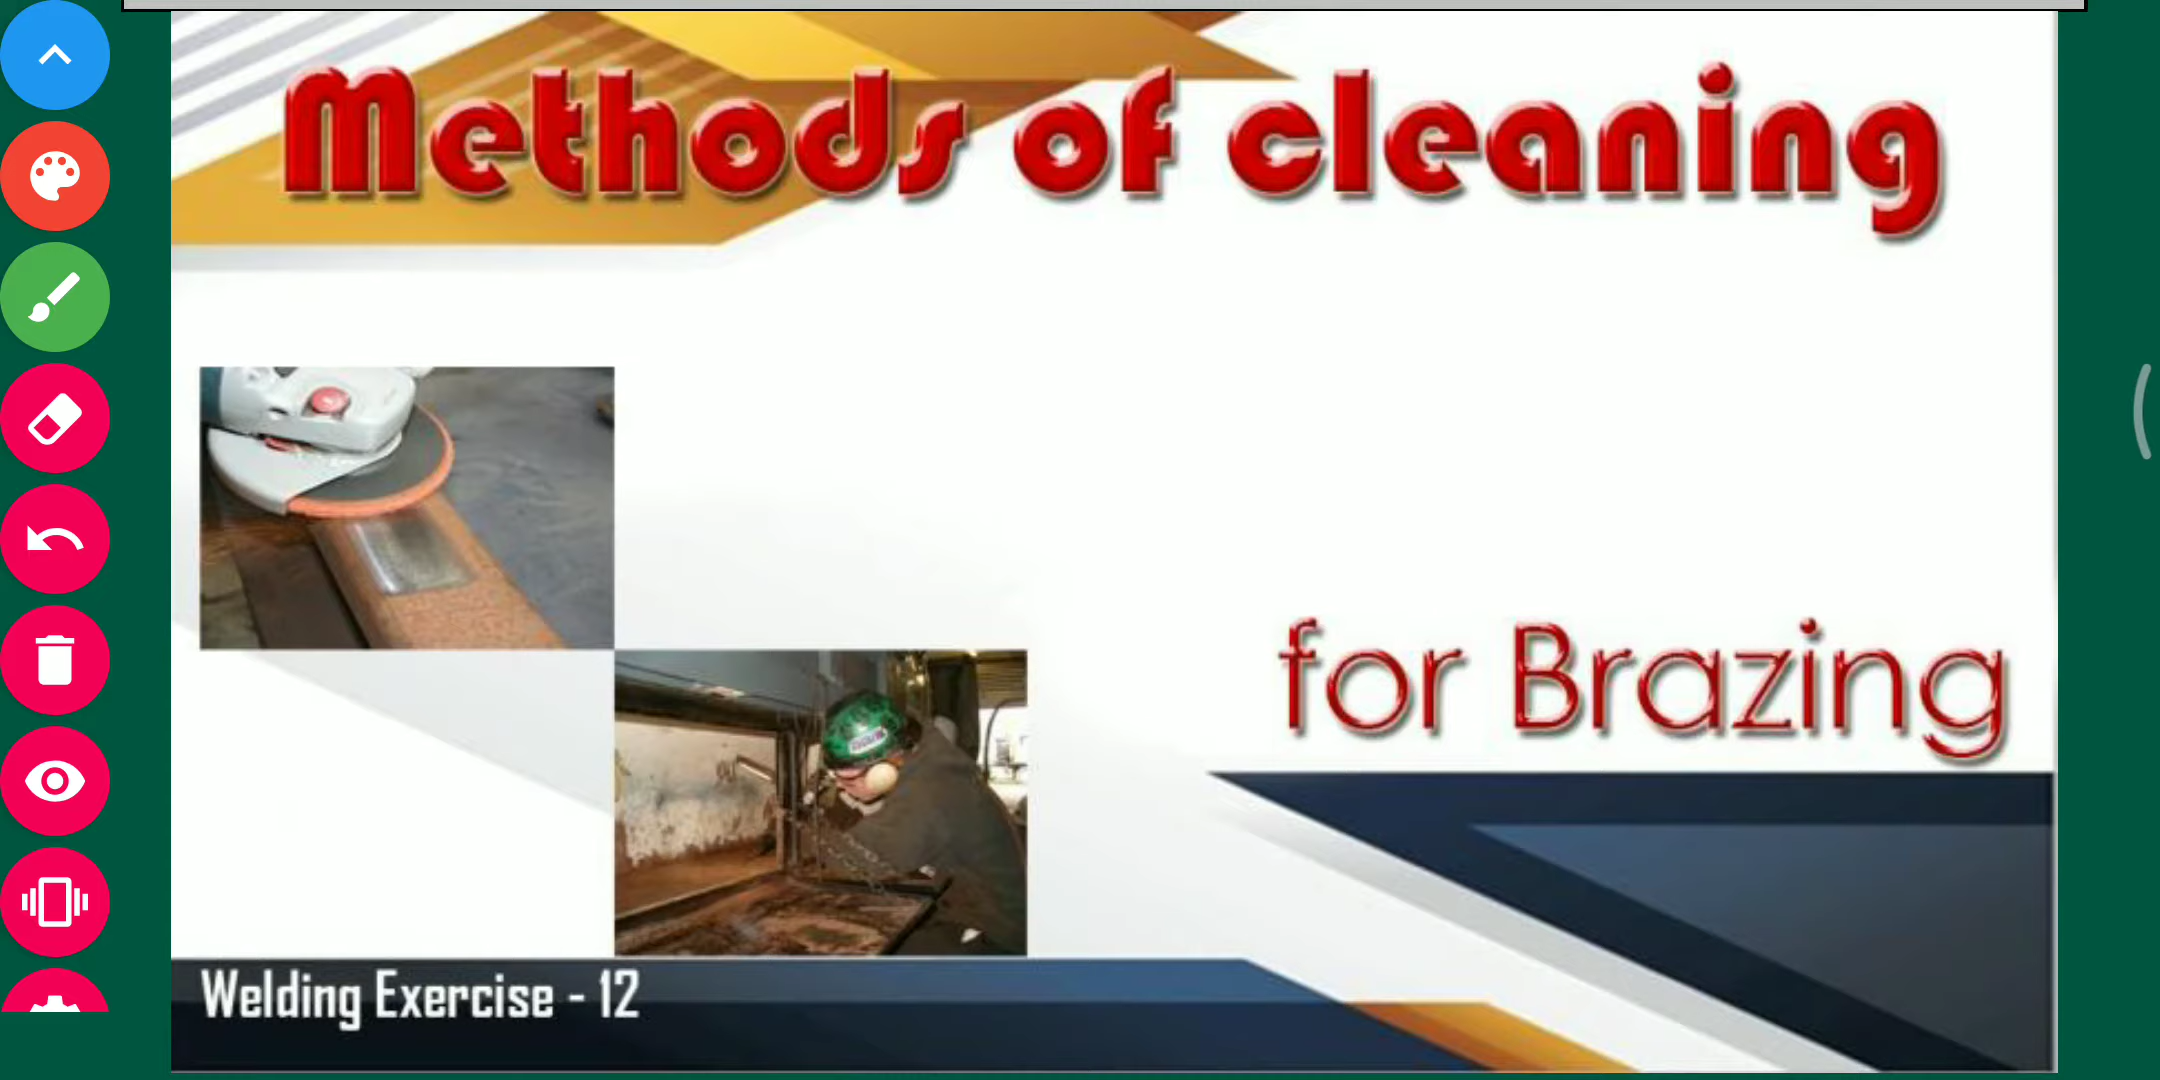 Methods of cleaning
for Brazing
Welding Exercise - 12